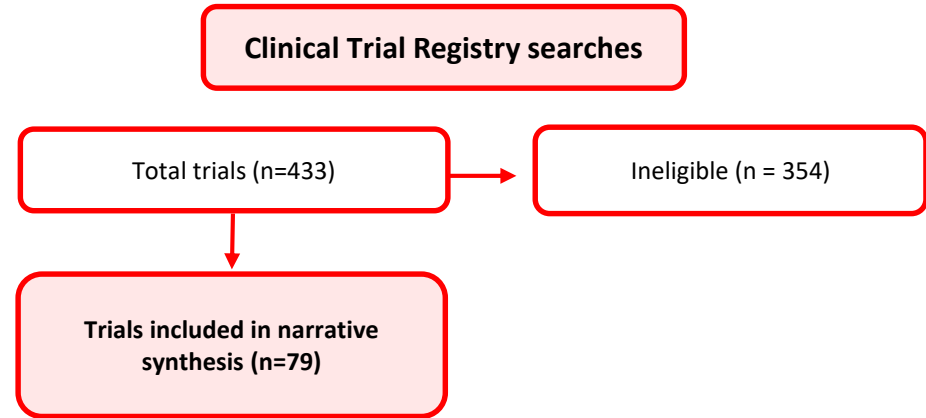 Clinical Trial Registry searches
Total trials (n=433)
Ineligible (n = 354)
Trials included in narrative
synthesis (n=79)